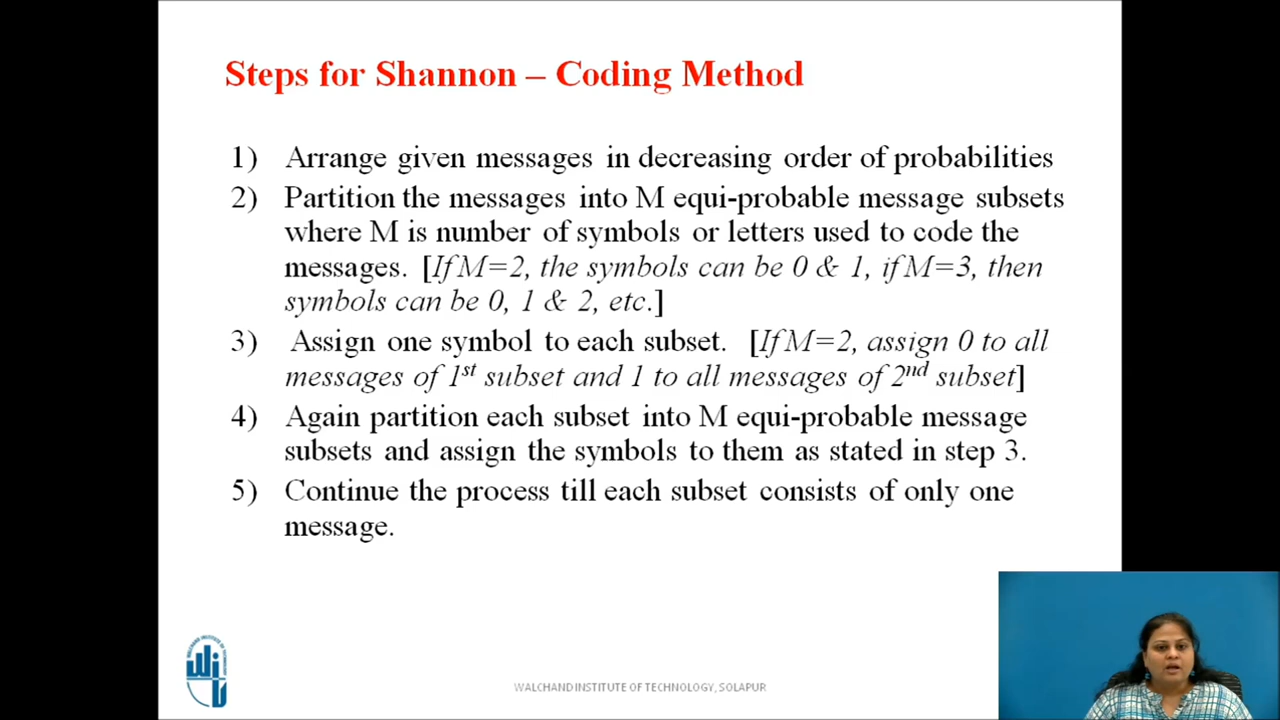 Steps for Shannon – Coding Method
1) Arrange given messages in decreasing order of probabilities
2) Partition the messages into M equi-probable message subsets
where M is number of symbols or letters used to code the
messages. [If M=2, the symbols can be 0 & 1, if M=3, then
symbols can be 0, 1 & 2, etc.]
3) Assign one symbol to each subset. [If M=2, assign 0 to all
messages of 1st subset and 1 to all messages of 2nd subset]
4) Again partition each subset into M equi-probable message
subsets and assign the symbols to them as stated in step 3.
5) Continue the process till each subset consists of only one
message.
WALCHAND INSTITUTE OF TECHNOLOGY
WIT
WALCHAND INSTITUTE OF TECHNOLOGY, SOLAPUR